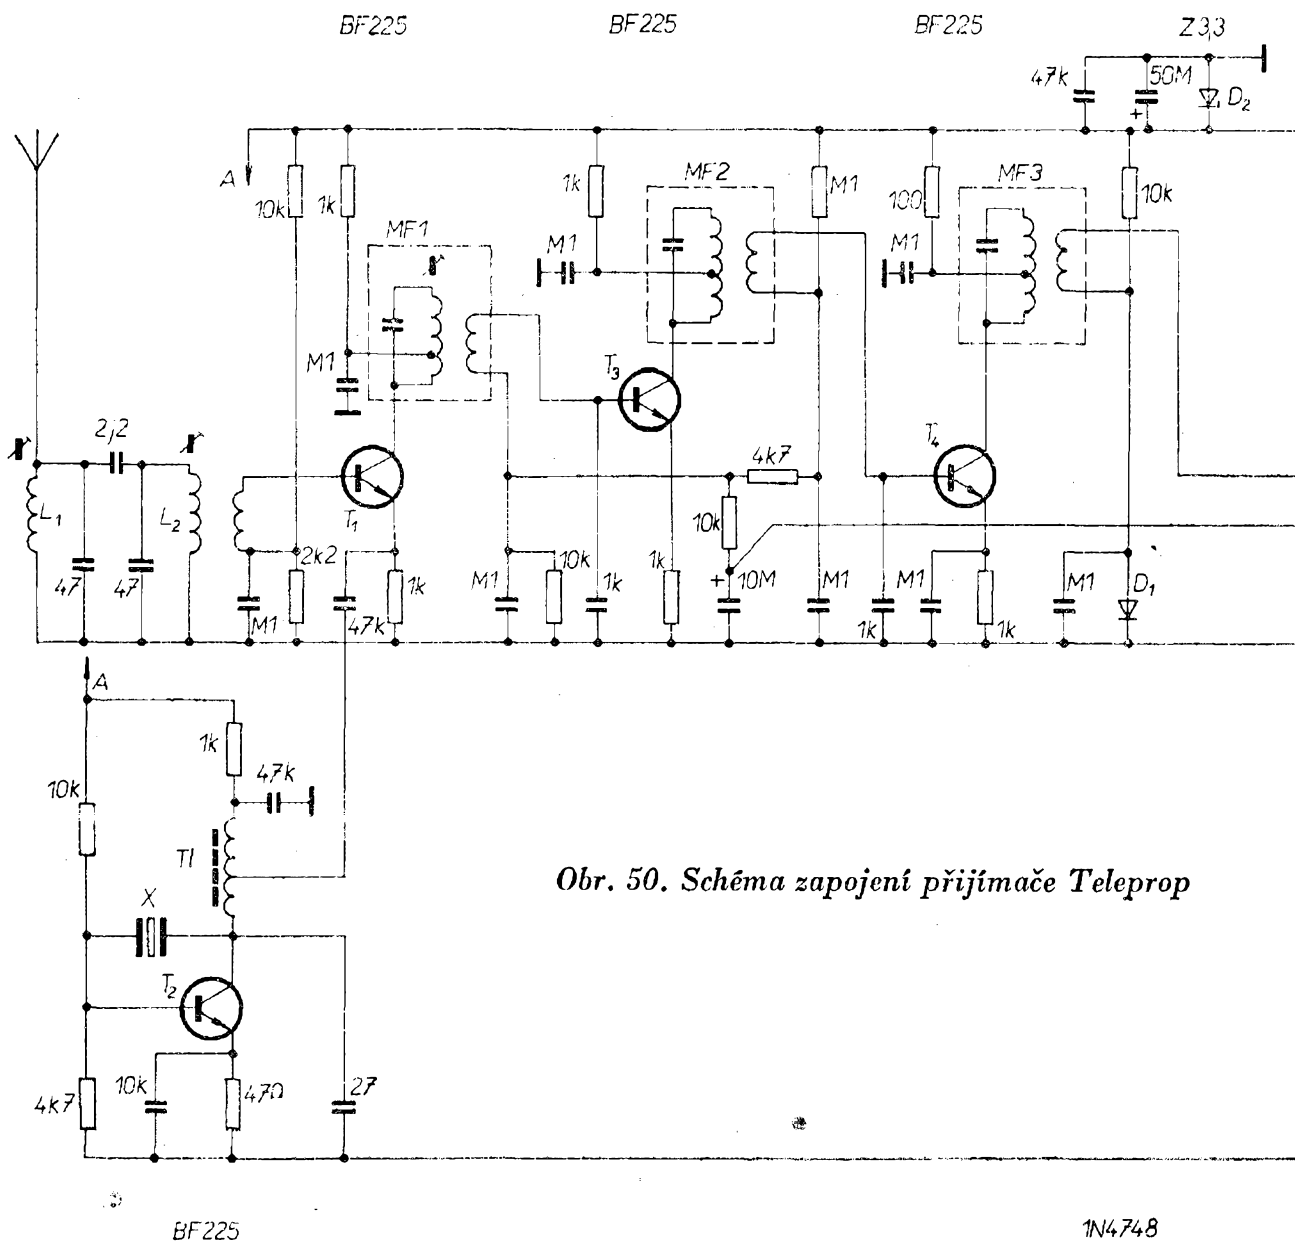 BF225 BF225 BF225 Z3,3
47k 50M + D2
A 10k 1k 1k MF2 M1 100 MF3 10k
MF1 M1 M1
M1
T3
2,2
L1 L2 T1 4k7 T4
47 47 M1 2k2 47k 1k M1 10k 1k 1k 10k + 10M M1 1k M1 1k M1 D1
A
1k
10k 47k
Tl
X
Obr. 50. Schéma zapojení přijímače Teleprop
T2
4k7 10k 470Ω 27
BF225 1N4748